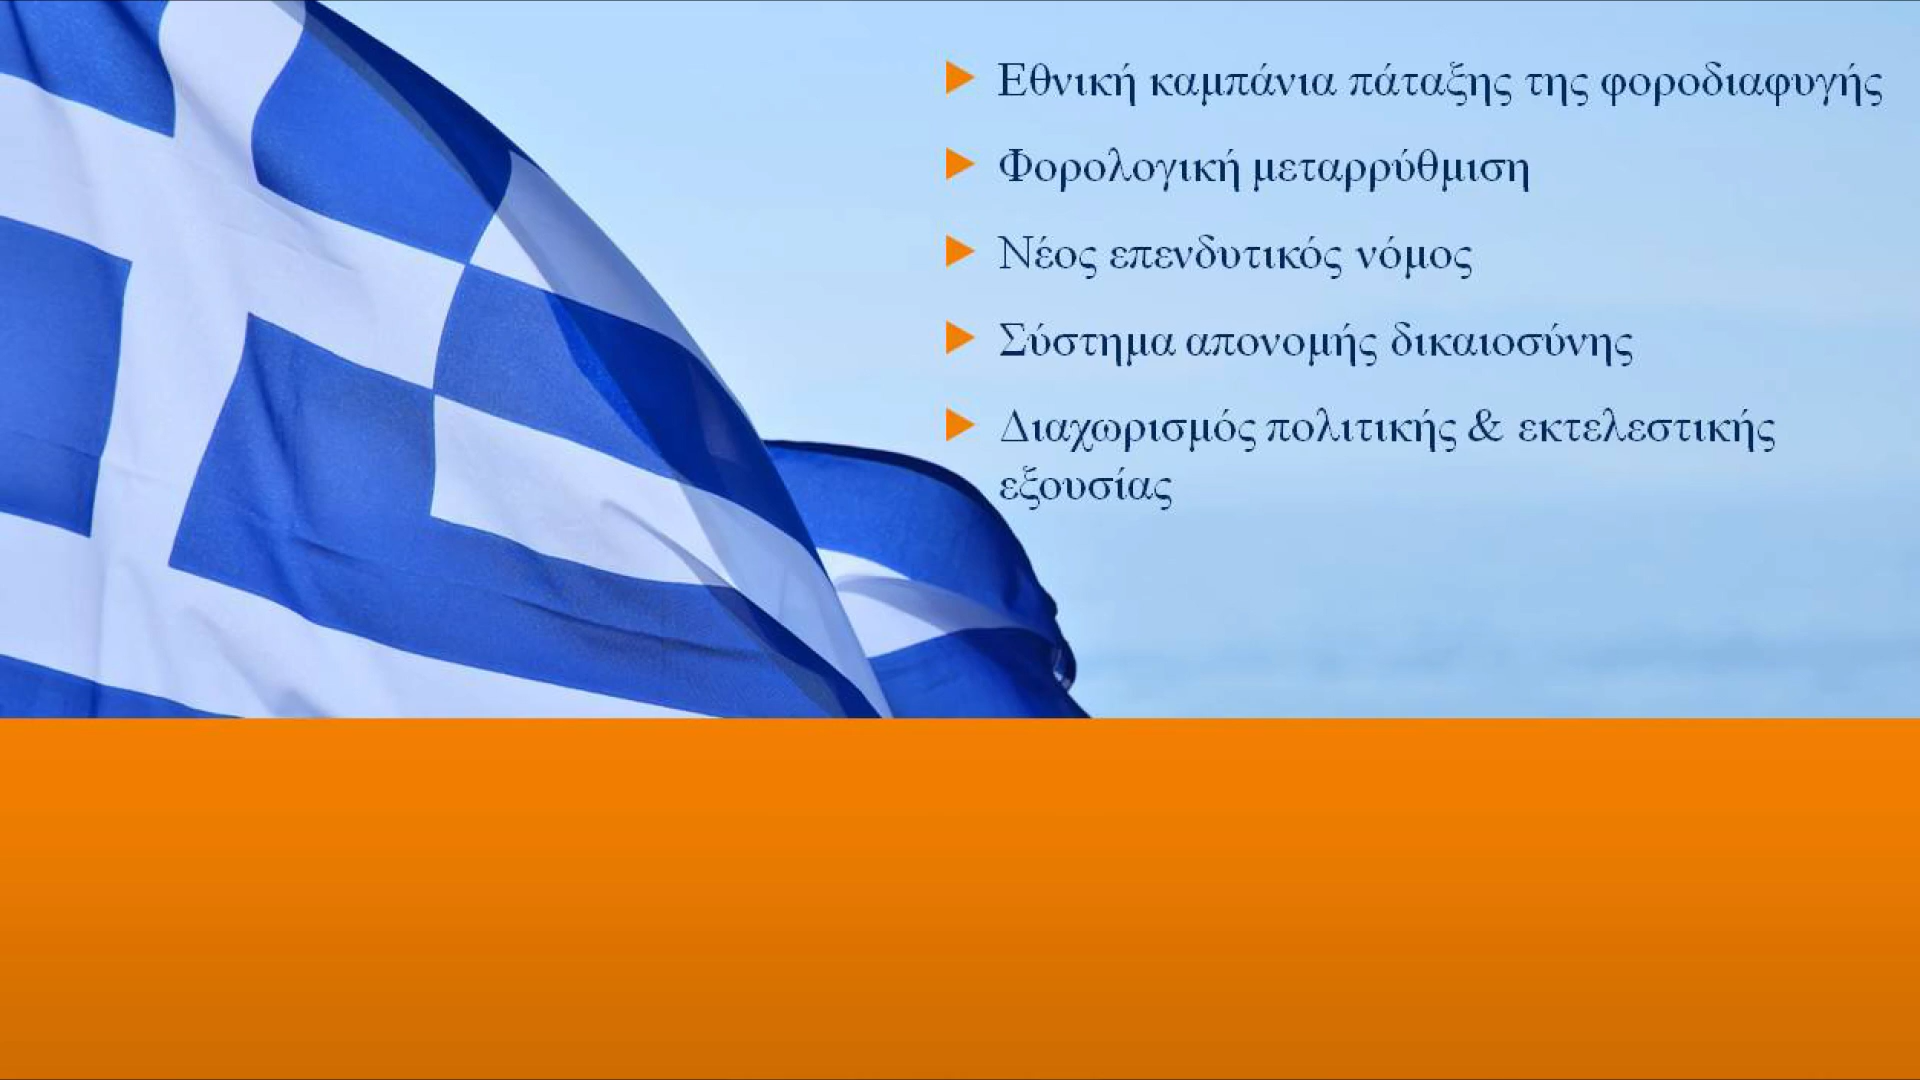 Εθνική καμπάνια πάταξης της φοροδιαφυγής
Φορολογική μεταρρύθμιση
Νέος επενδυτικός νόμος
Σύστημα απονομής δικαιοσύνης
Διαχωρισμός πολιτικής & εκτελεστικής
εξουσίας